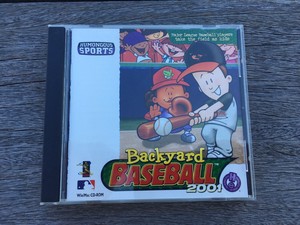 HUMONGOUS
SPORTS
Major League Baseball Players
take the field as kids
Backyard
BASEBALL
2001
Win/Mac CD-ROM